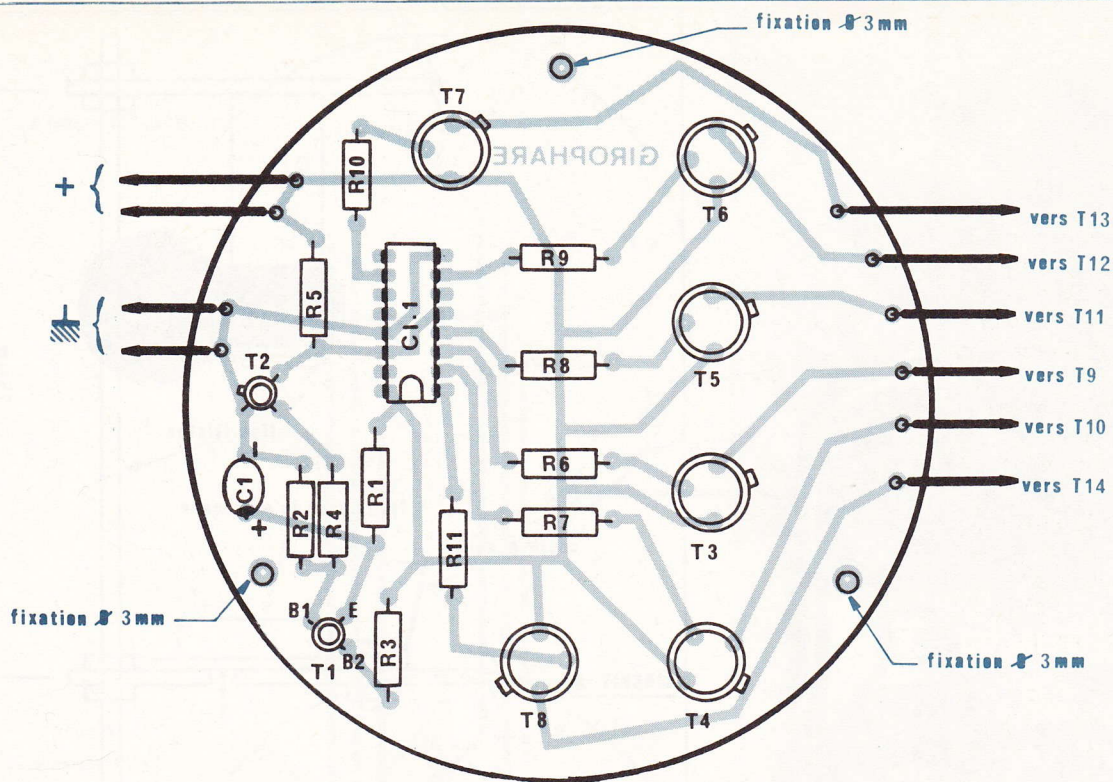 fixation Ø 3mm
T7
GIROPHARE
+
R10
T6
vers T13
R9
vers T12
R5
C1.1
vers T11
T2
R8
T5
vers T9
-
vers T10
C1
R1
R6
vers T14
R2
R4
R7
+
R11
T3
fixation Ø 3mm
B1
E
T1
B2
R3
fixation Ø 3mm
T8
T4